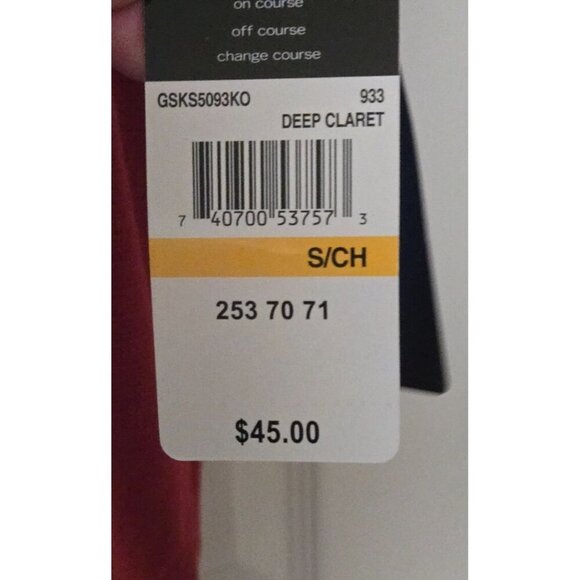 on course
off course
change course
GSKS5093KO 933
DEEP CLARET
7 40700 53757 3
S/CH
253 70 71
$45.00